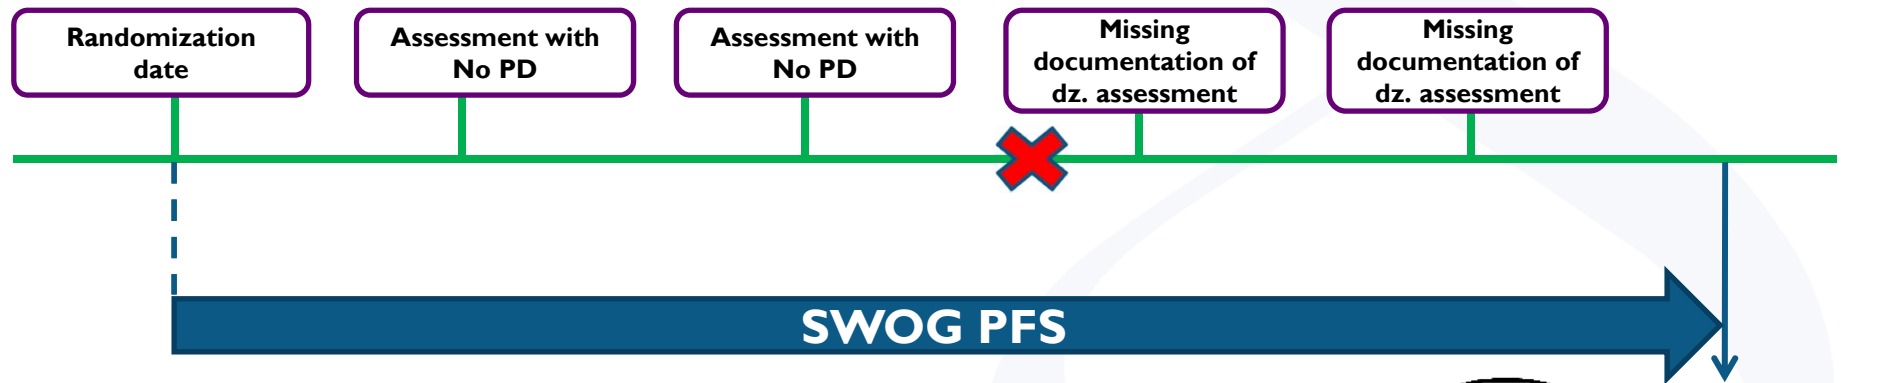 Randomization
date
Assessment with
No PD
Assessment with
No PD
Missing
documentation of
dz. assessment
Missing
documentation of
dz. assessment
SWOG PFS